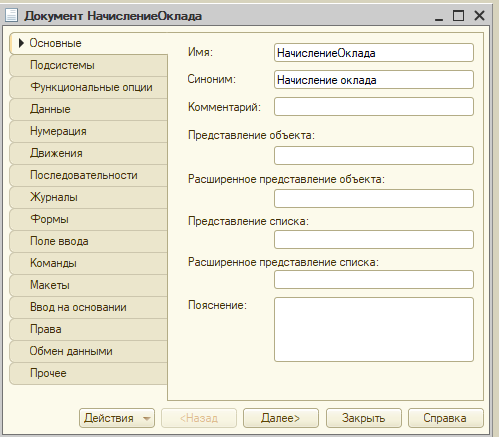 Документ НачислениеОклада
Основные
Подсистемы
Функциональные опции
Данные
Нумерация
Движения
Последовательности
Журналы
Формы
Поле ввода
Команды
Макеты
Ввод на основании
Права
Обмен данными
Прочее
Имя: НачислениеОклада
Синоним: Начисление оклада
Комментарий:
Представление объекта:
Расширенное представление объекта:
Представление списка:
Расширенное представление списка:
Пояснение:
Действия <Назад Далее> Закрыть Справка